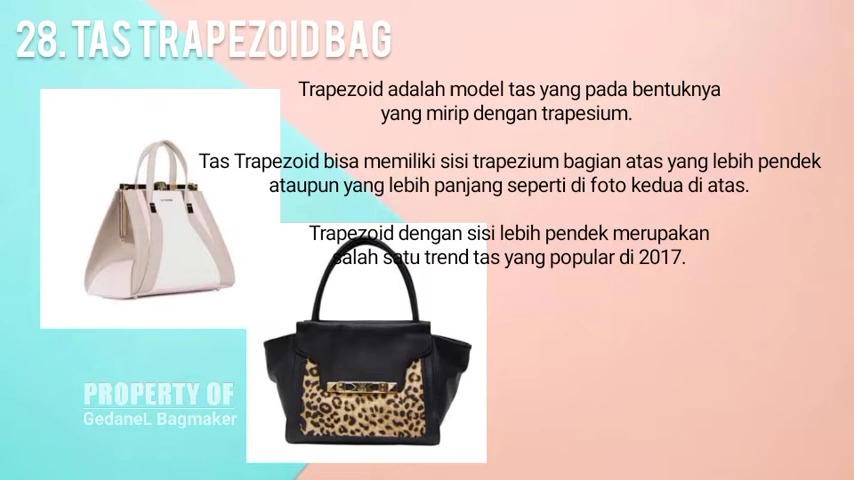 28. TAS TRAPEZOID BAG
Trapezoid adalah model tas yang pada bentuknya
yang mirip dengan trapesium.
Tas Trapezoid bisa memiliki sisi trapezium bagian atas yang lebih pendek
ataupun yang lebih panjang seperti di foto kedua di atas.
Trapezoid dengan sisi lebih pendek merupakan
salah satu trend tas yang popular di 2017.
PROPERTY OF
GedaneL Bagmaker